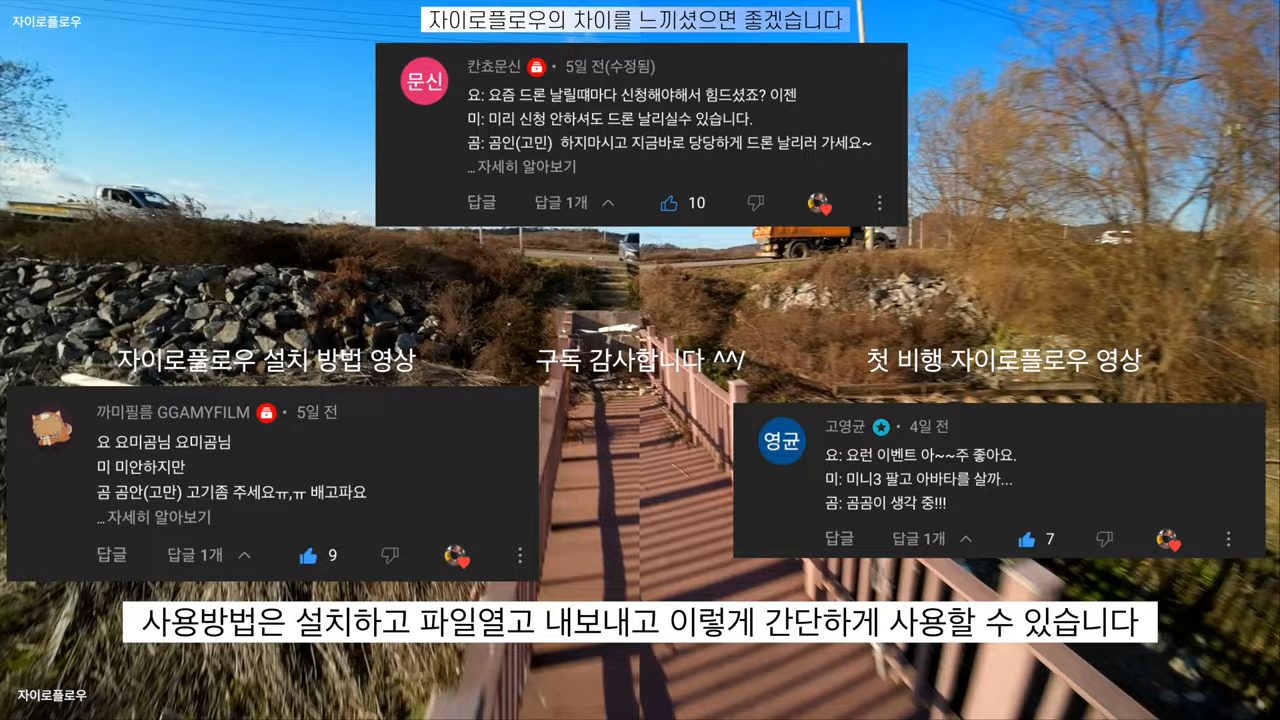 자이로플로우
자이로플로우의 차이를 느끼셨으면 좋겠습니다
문신
칸쵸문신 • 5일 전(수정됨)
요: 요즘 드론 날릴떄마다 신청해야해서 힘드셨죠? 이젠
미: 미리 신청 안하셔도 드론 날리실수 있습니다.
곰: 곰인(고민) 하지마시고 지금바로 당당하게 드론 날리러 가세요~
...자세히 알아보기
답글 답글 1개 10
자이로풀로우 설치 방법 영상
구독 감사합니다 ^^/
첫 비행 자이로플로우 영상
까미필름 GGAMYFILM • 5일 전
요 요미곰님 요미곰님
미 미안하지만
곰 곰안(고만) 고기좀 주세요ㅠ,ㅠ 배고파요
...자세히 알아보기
답글 답글 1개 9
영균
고영균 • 4일 전
요: 요런 이벤트 아~~주 좋아요.
미: 미니3 팔고 아바타를 살까...
곰: 곰곰이 생각 중!!!
답글 답글 1개 7
사용방법은 설치하고 파일열고 내보내고 이렇게 간단하게 사용할 수 있습니다
자이로플로우